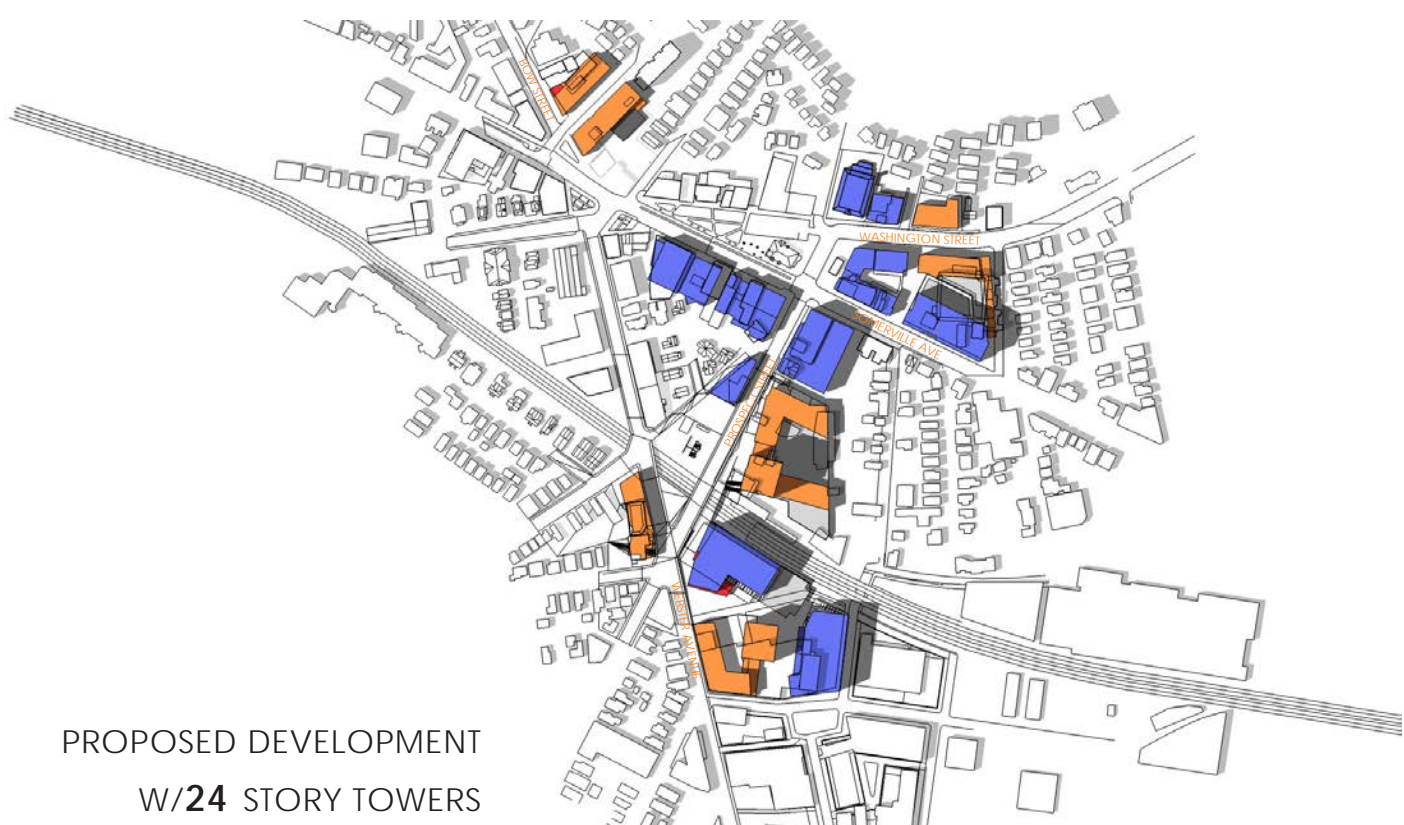 BOW STREET
WASHINGTON STREET
SOMERVILLE AVE
PROSPECT STREET
WEBSTER AVENUE
PROPOSED DEVELOPMENT
W/24 STORY TOWERS